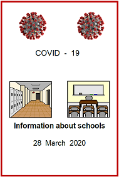 COVID - 19
Information about schools
28 March 2020